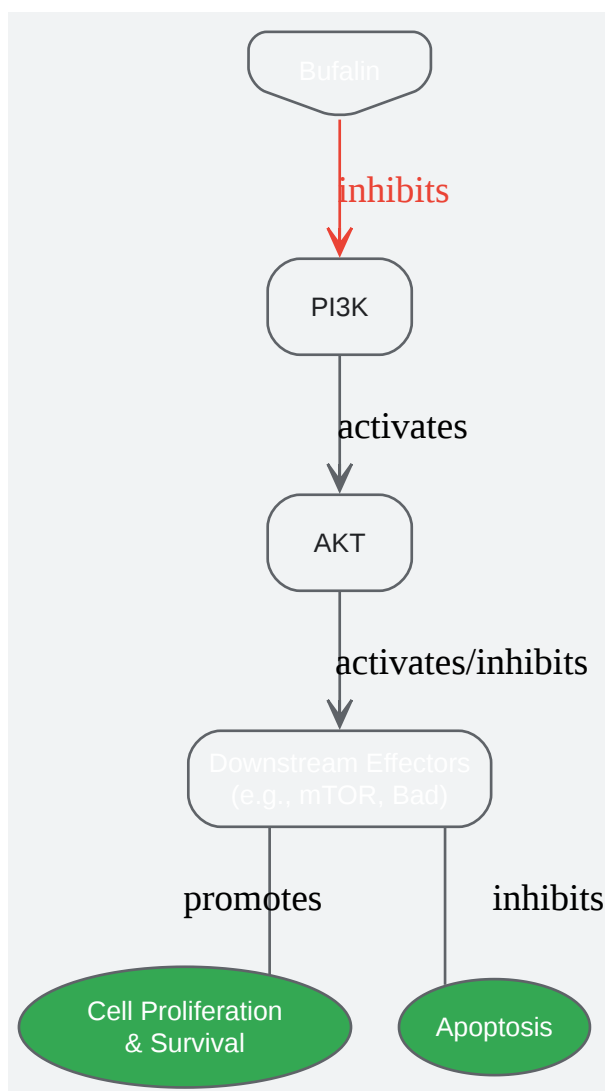 Bufalin
inhibits
PI3K
activates
AKT
activates/inhibits
Downstream Effectors
(e.g., mTOR, Bad)
promotes
inhibits
Cell Proliferation
& Survival
Apoptosis